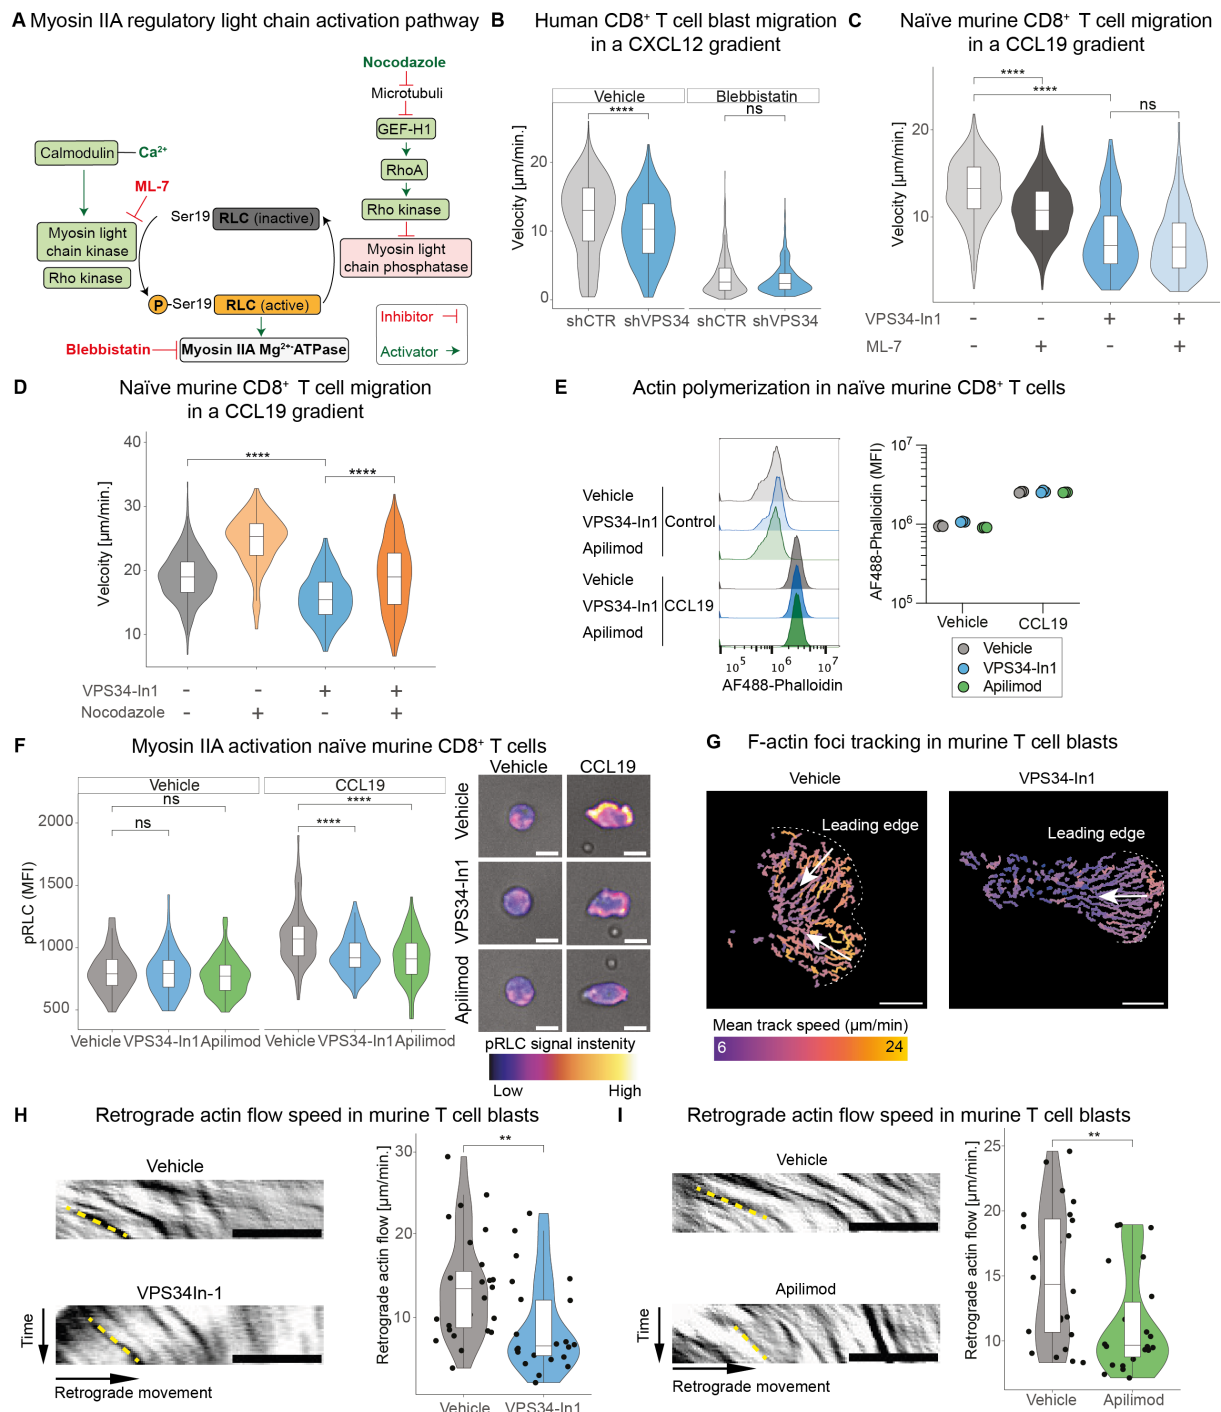 A Myosin IIA regulatory light chain activation pathway
Nocodazole
Microtubuli
GEF-H1
RhoA
Rho kinase
Myosin light
chain phosphatase
Calmodulin
Ca²⁺
ML-7
Ser19
RLC (inactive)
Myosin light
chain kinase
Rho kinase
P
-Ser19
RLC (active)
Blebbistatin
Myosin IIA Mg²⁺-ATPase
Inhibitor
Activator
B Human CD8⁺ T cell blast migration
in a CXCL12 gradient
Vehicle
Blebbistatin
****
ns
Velocity [µm/min.]
20
10
0
shCTR
shVPS34
shCTR
shVPS34
C Naïve murine CD8⁺ T cell migration
in a CCL19 gradient
****
****
ns
Velocity [µm/min.]
20
10
VPS34-In1 - - + +
ML-7 - + - +
D Naïve murine CD8⁺ T cell migration
in a CCL19 gradient
****
****
Velcoity [µm/min.]
40
30
20
10
VPS34-In1 - - + +
Nocodazole - + - +
E Actin polymerization in naïve murine CD8⁺ T cells
Vehicle
VPS34-In1
Apilimod
Control
Vehicle
VPS34-In1
Apilimod
CCL19
10⁵ 10⁶ 10⁷
AF488-Phalloidin
AF488-Phalloidin (MFI)
10⁷
10⁶
10⁵
Vehicle CCL19
Vehicle
VPS34-In1
Apilimod
F Myosin IIA activation naïve murine CD8⁺ T cells
Vehicle
CCL19
ns
ns
****
****
pRLC (MFI)
2000
1500
1000
500
Vehicle VPS34-In1 Apilimod Vehicle VPS34-In1 Apilimod
Vehicle CCL19
Vehicle
VPS34-In1
Apilimod
pRLC signal instenity
Low High
G F-actin foci tracking in murine T cell blasts
Vehicle
VPS34-In1
Leading edge
Leading edge
Mean track speed (µm/min)
6 24
H Retrograde actin flow speed in murine T cell blasts
Vehicle
VPS34In-1
Time
Retrograde movement
Retrograde actin flow [µm/min.]
**
30
20
10
Vehicle VPS34-In1
I Retrograde actin flow speed in murine T cell blasts
Vehicle
Apilimod
Time
Retrograde movement
Retrograde actin flow [µm/min.]
**
25
20
15
10
Vehicle Apilimod